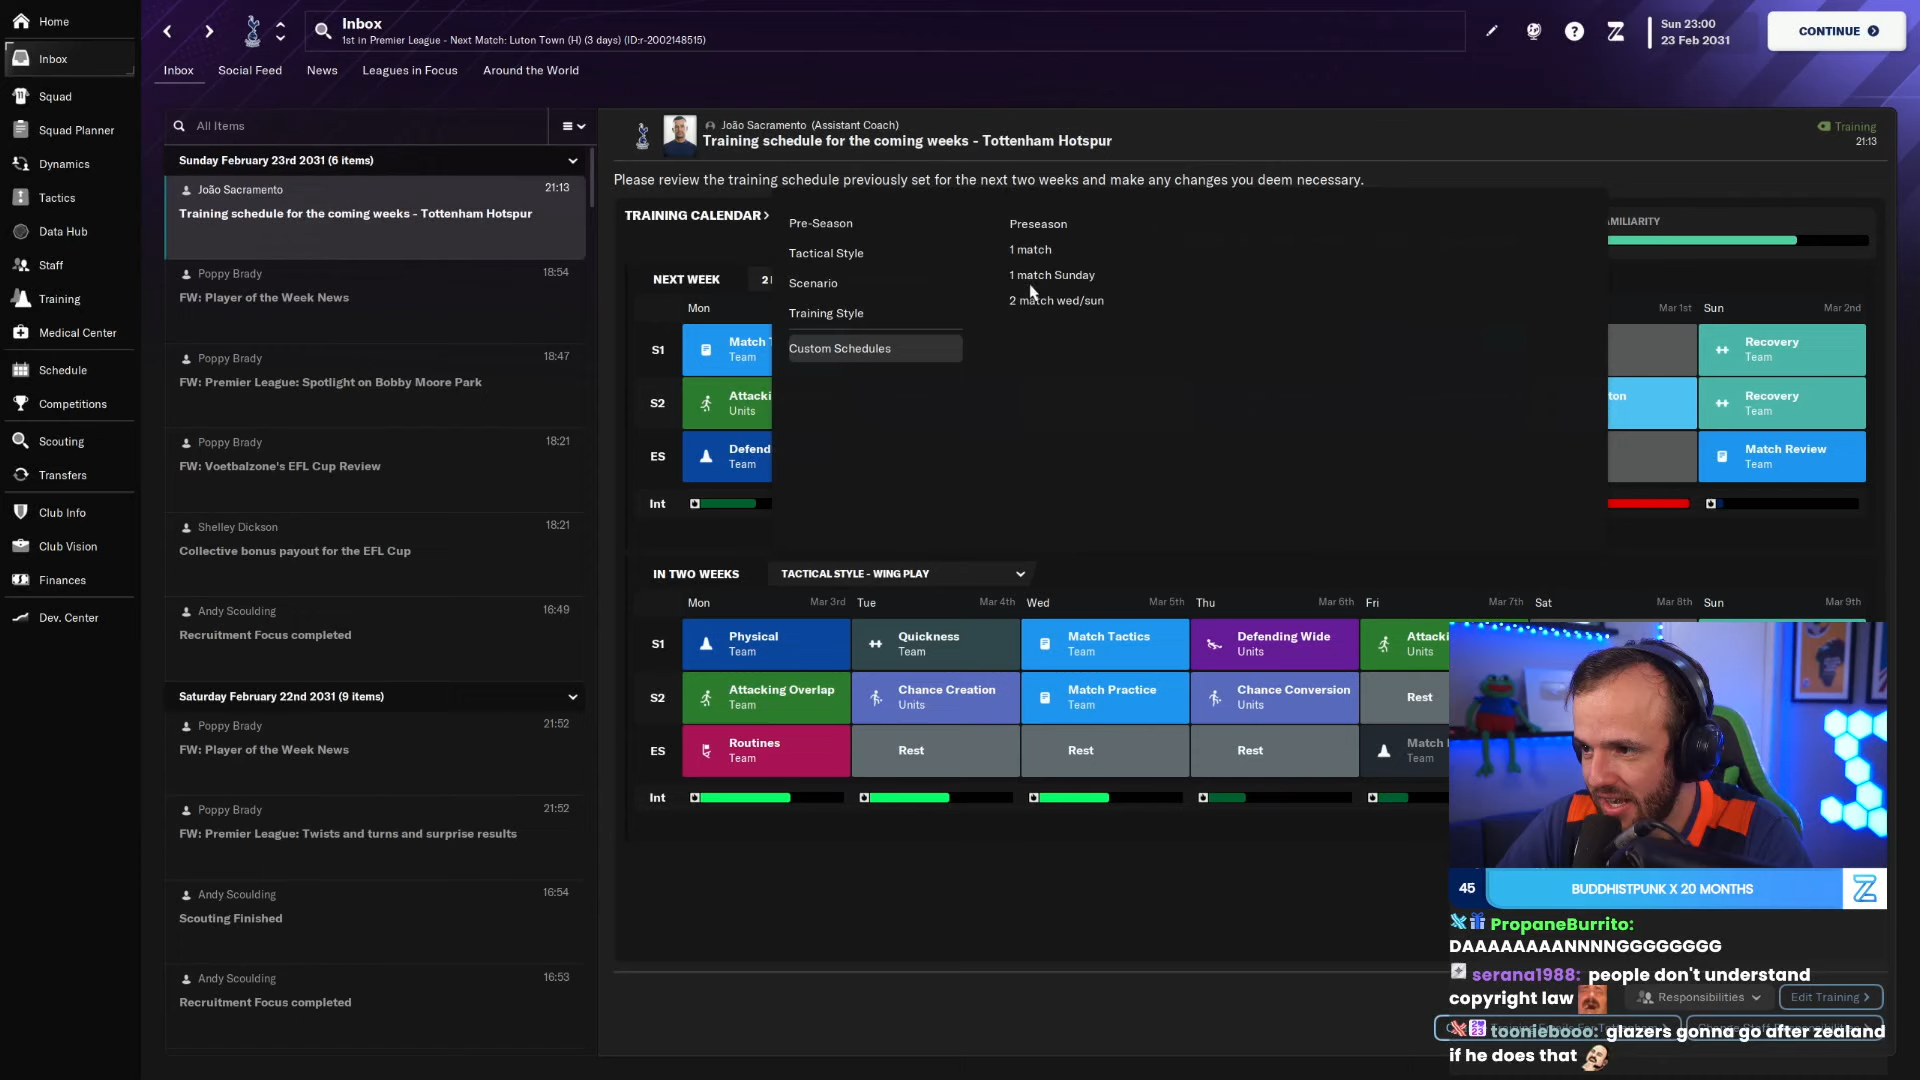 Home
Inbox
Squad
Squad Planner
Dynamics
Tactics
Data Hub
Staff
Training
Medical Center
Schedule
Competitions
Scouting
Transfers
Club Info
Club Vision
Finances
Dev. Center
Inbox
1st in Premier League - Next Match: Luton Town (H) (3 days) (ID:r-2002148515)
Sun 23:00
23 Feb 2031
CONTINUE
Inbox Social Feed News Leagues in Focus Around the World
All Items
Sunday February 23rd 2031 (6 items)
João Sacramento 21:13
Training schedule for the coming weeks - Tottenham Hotspur
Poppy Brady 18:54
FW: Player of the Week News
Poppy Brady 18:47
FW: Premier League: Spotlight on Bobby Moore Park
Poppy Brady 18:21
FW: Voetbalzone's EFL Cup Review
Shelley Dickson 18:21
Collective bonus payout for the EFL Cup
Andy Scoulding 16:49
Recruitment Focus completed
Saturday February 22nd 2031 (9 items)
Poppy Brady 21:52
FW: Player of the Week News
Poppy Brady 21:52
FW: Premier League: Twists and turns and surprise results
Andy Scoulding 16:54
Scouting Finished
Andy Scoulding 16:53
Recruitment Focus completed
João Sacramento (Assistant Coach)
Training schedule for the coming weeks - Tottenham Hotspur
Training
21:13
Please review the training schedule previously set for the next two weeks and make any changes you deem necessary.
TRAINING CALENDAR >
Pre-Season
Tactical Style
Scenario
Training Style
Custom Schedules
Preseason
1 match
1 match Sunday
2 match wed/sun
MILIARITY
NEXT WEEK 2
Mon Mar 1st Sun Mar 2nd
S1 Match T
Team
Recovery
Team
S2 Attacki
Units
ton
Recovery
Team
ES Defend
Team
Match Review
Team
Int
IN TWO WEEKS TACTICAL STYLE - WING PLAY
Mon Mar 3rd Tue Mar 4th Wed Mar 5th Thu Mar 6th Fri Mar 7th Sat Mar 8th Sun Mar 9th
S1 Physical Quickness Match Tactics Defending Wide Attacki
Team Team Team Units Units
S2 Attacking Overlap Chance Creation Match Practice Chance Conversion Rest
Team Units Team Units
ES Routines Rest Rest Rest Match
Team Team
Int
45 BUDDHISTPUNK X 20 MONTHS
PropaneBurrito:
DAAAAAAAANNNNGGGGGGGG
serana1988: people don't understand
copyright law
Responsibilities
Edit Training >
tooniebooo: glazers gonna go after zealand
if he does that